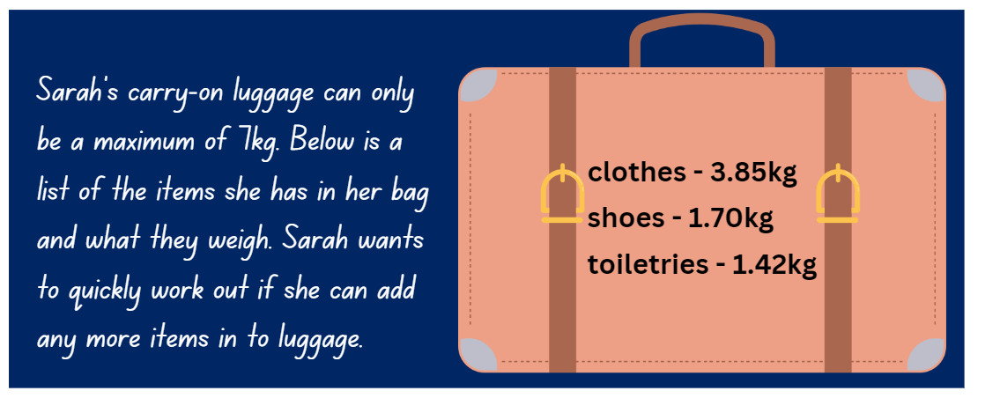 Sarah's carry-on luggage can only
be a maximum of 7kg. Below is a
list of the items she has in her bag
and what they weigh. Sarah wants
to quickly work out if she can add
any more items in to luggage.
clothes - 3.85kg
shoes - 1.70kg
toiletries - 1.42kg